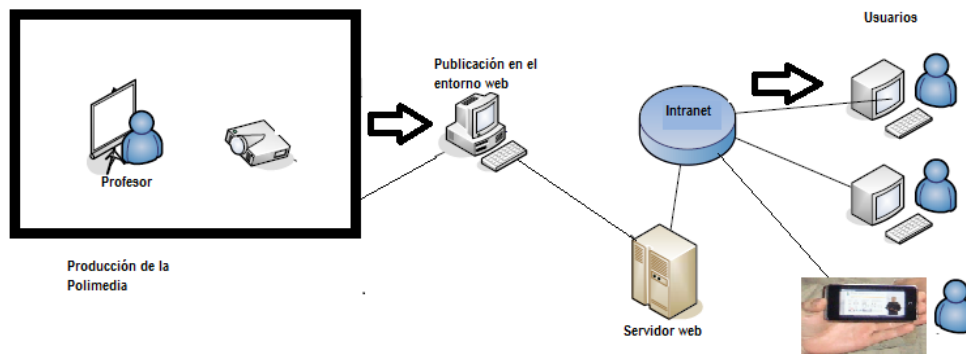 Usuarios
Publicación en el
entorno web
Intranet
Profesor
Producción de la
Polimedia
Servidor web